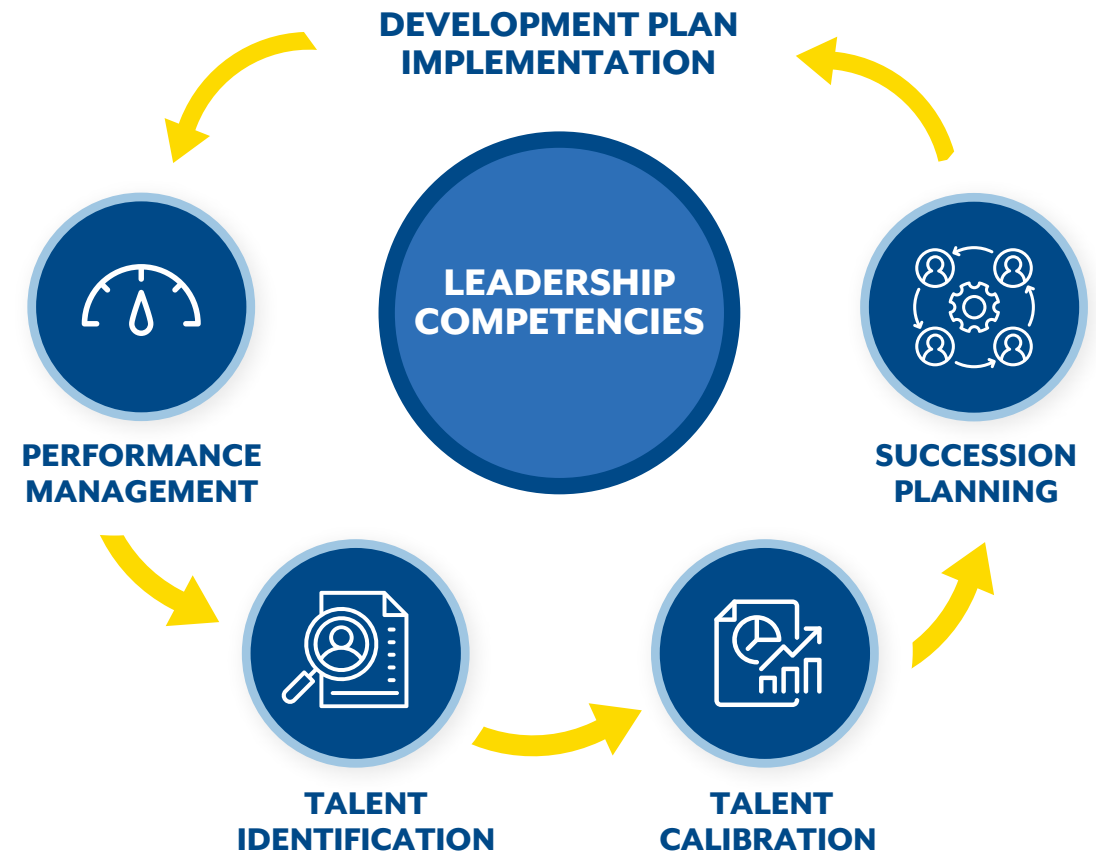 DEVELOPMENT PLAN
IMPLEMENTATION
LEADERSHIP
COMPETENCIES
PERFORMANCE
MANAGEMENT
SUCCESSION
PLANNING
TALENT
IDENTIFICATION
TALENT
CALIBRATION